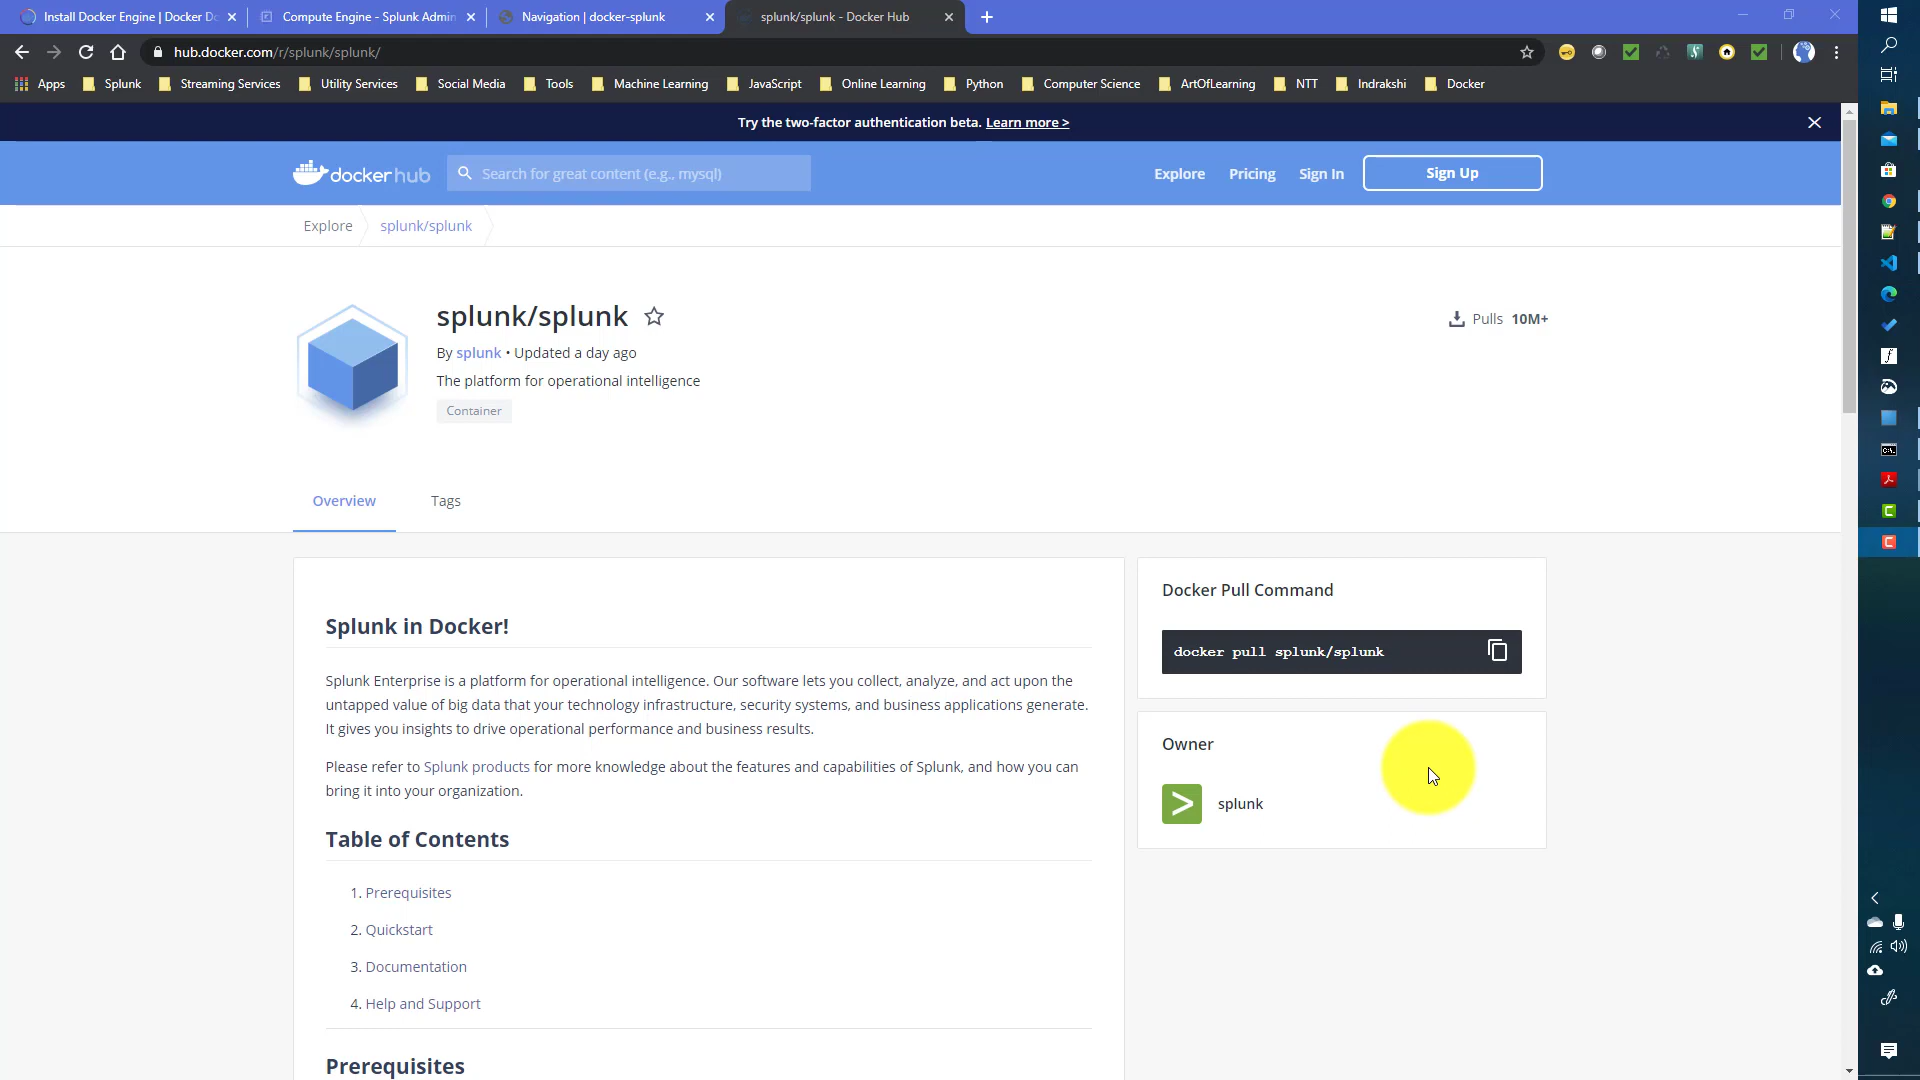 Install Docker Engine | Docker Do
Compute Engine - Splunk Admin
Navigation | docker-splunk
splunk/splunk - Docker Hub
hub.docker.com/r/splunk/splunk/
Apps Splunk Streaming Services Utility Services Social Media Tools Machine Learning JavaScript Online Learning Python Computer Science ArtOfLearning NTT Indrakshi Docker
Try the two-factor authentication beta. Learn more >
docker hub
Search for great content (e.g., mysql)
Explore Pricing Sign In Sign Up
Explore splunk/splunk
splunk/splunk
Pulls 10M+
By splunk • Updated a day ago
The platform for operational intelligence
Container
Overview Tags
Splunk in Docker!
Splunk Enterprise is a platform for operational intelligence. Our software lets you collect, analyze, and act upon the
untapped value of big data that your technology infrastructure, security systems, and business applications generate.
It gives you insights to drive operational performance and business results.
Please refer to Splunk products for more knowledge about the features and capabilities of Splunk, and how you can
bring it into your organization.
Table of Contents
1. Prerequisites
2. Quickstart
3. Documentation
4. Help and Support
Prerequisites
Docker Pull Command
docker pull splunk/splunk
Owner
splunk